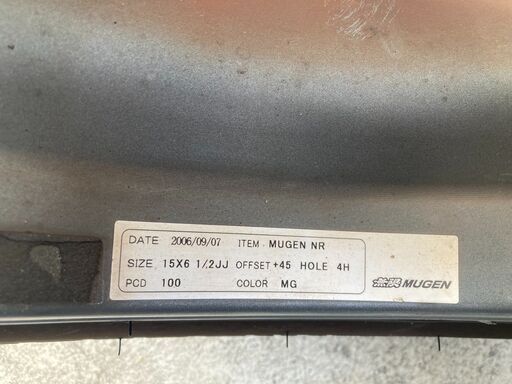 DATE 2006/09/07 ITEM MUGEN NR
SIZE 15X6 1/2JJ OFFSET +45 HOLE 4H
PCD 100 COLOR MG 無限 MUGEN